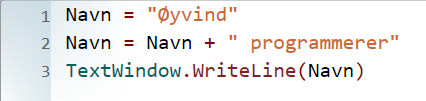 1 Navn = "Øyvind"
2 Navn = Navn + " programmerer"
3 TextWindow.WriteLine(Navn)